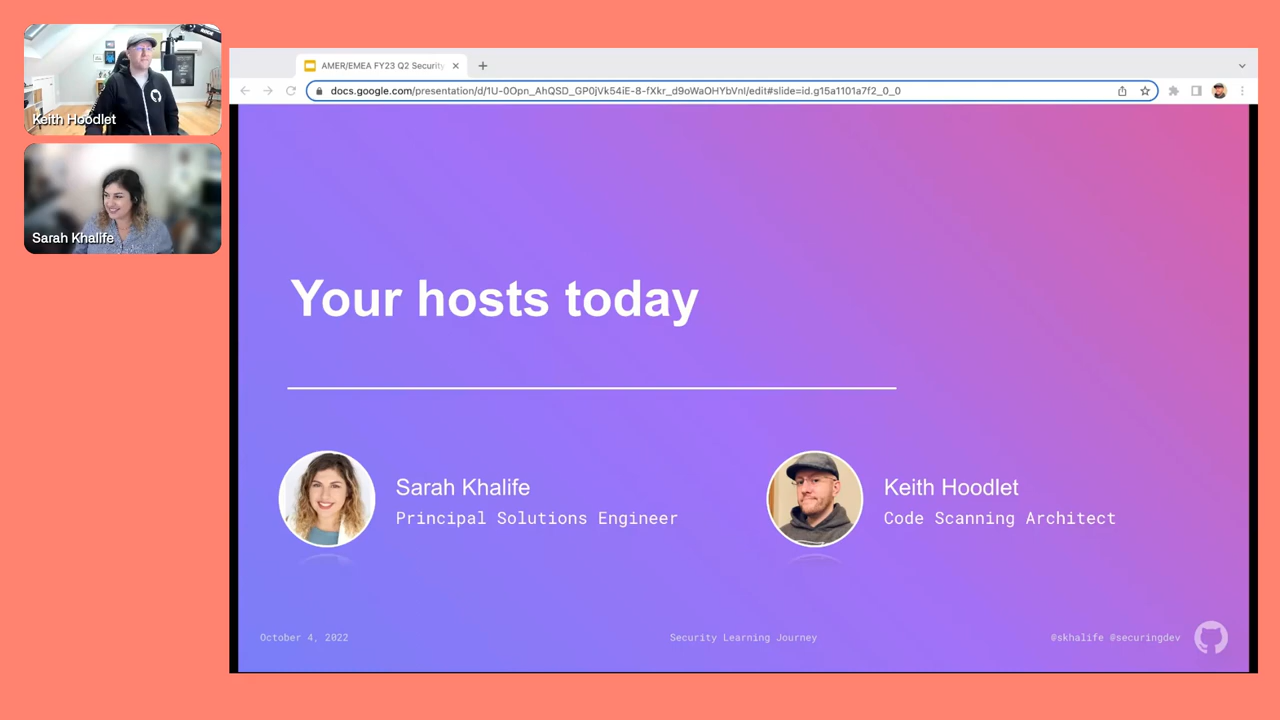 Keith Hoodlet
Sarah Khalife
AMER/EMEA FY23 Q2 Security
docs.google.com/presentation/d/1U-0Opn_AhQSD_GP0jVk54iE-8-fXkr_d9oWaOHYbVnI/edit#slide=id.g15a1101a7f2_0_0
Your hosts today
Sarah Khalife
Principal Solutions Engineer
Keith Hoodlet
Code Scanning Architect
October 4, 2022
Security Learning Journey
@skhalife @securingdev